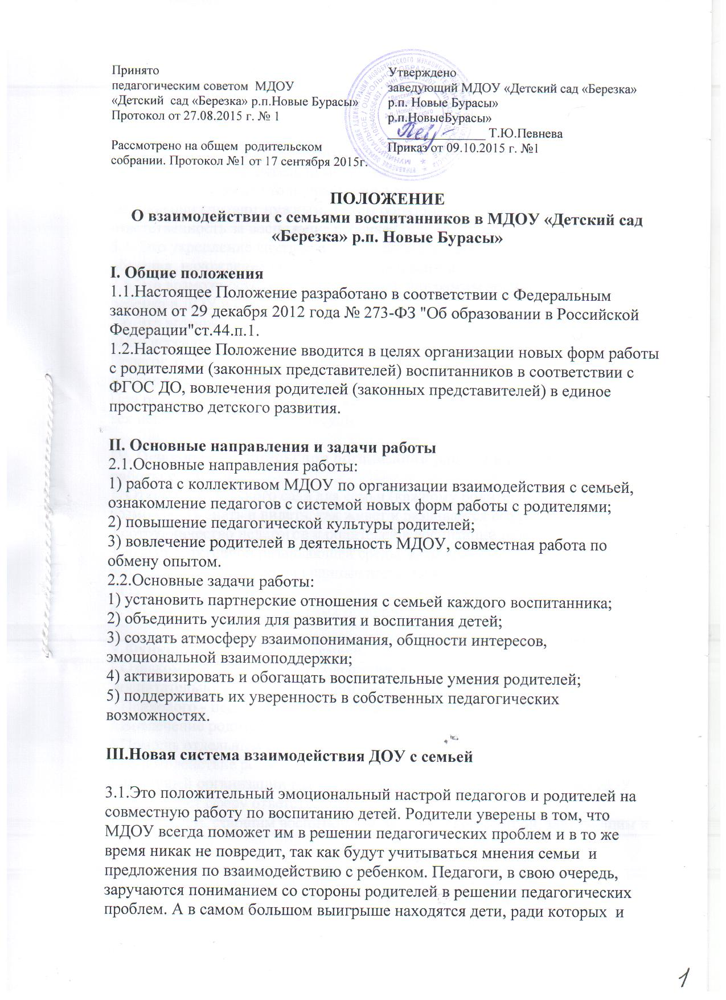 Принято
педагогическим советом МДОУ
«Детский сад «Березка» р.п.Новые Бурасы»
Протокол от 27.08.2015 г. № 1
Рассмотрено на общем родительском
собрании. Протокол №1 от 17 сентября 2015г.
Утверждено
заведующий МДОУ «Детский сад «Березка»
р.п. Новые Бурасы»
р.п.НовыеБурасы»
______________ Т.Ю.Певнева
Приказ от 09.10.2015 г. №1
ПОЛОЖЕНИЕ
О взаимодействии с семьями воспитанников в МДОУ «Детский сад
«Березка» р.п. Новые Бурасы»
I. Общие положения
1.1.Настоящее Положение разработано в соответствии с Федеральным
законом от 29 декабря 2012 года № 273-ФЗ "Об образовании в Российской
Федерации"ст.44.п.1.
1.2.Настоящее Положение вводится в целях организации новых форм работы
с родителями (законных представителей) воспитанников в соответствии с
ФГОС ДО, вовлечения родителей (законных представителей) в единое
пространство детского развития.
II. Основные направления и задачи работы
2.1.Основные направления работы:
1) работа с коллективом МДОУ по организации взаимодействия с семьей,
ознакомление педагогов с системой новых форм работы с родителями;
2) повышение педагогической культуры родителей;
3) вовлечение родителей в деятельность МДОУ, совместная работа по
обмену опытом.
2.2.Основные задачи работы:
1) установить партнерские отношения с семьей каждого воспитанника;
2) объединить усилия для развития и воспитания детей;
3) создать атмосферу взаимопонимания, общности интересов,
эмоциональной взаимоподдержки;
4) активизировать и обогащать воспитательные умения родителей;
5) поддерживать их уверенность в собственных педагогических
возможностях.
III.Новая система взаимодействия ДОУ с семьей
3.1.Это положительный эмоциональный настрой педагогов и родителей на
совместную работу по воспитанию детей. Родители уверены в том, что
МДОУ всегда поможет им в решении педагогических проблем и в то же
время никак не повредит, так как будут учитываться мнения семьи и
предложения по взаимодействию с ребенком. Педагоги, в свою очередь,
заручаются пониманием со стороны родителей в решении педагогических
проблем. А в самом большом выигрыше находятся дети, ради которых и
1